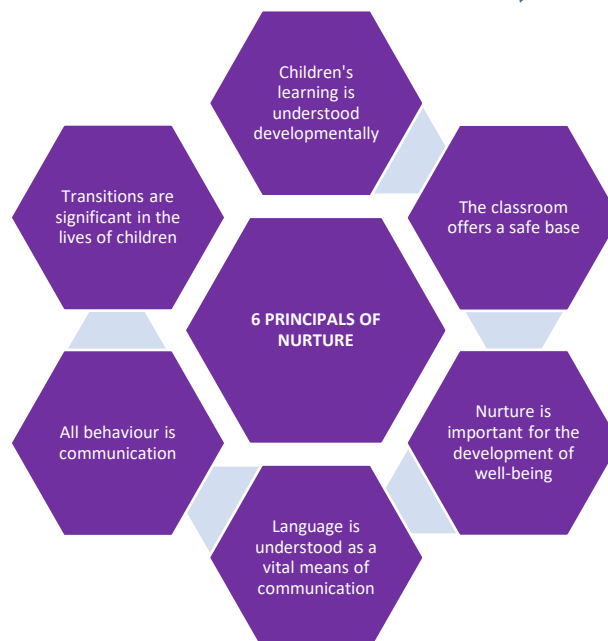 Children's
learning is
understood
developmentally
The classroom
offers a safe base
Nurture is
important for the
development of
well-being
Language is
understood as a
vital means of
communication
All behaviour is
communication
Transitions are
significant in the
lives of children
6 PRINCIPALS OF
NURTURE